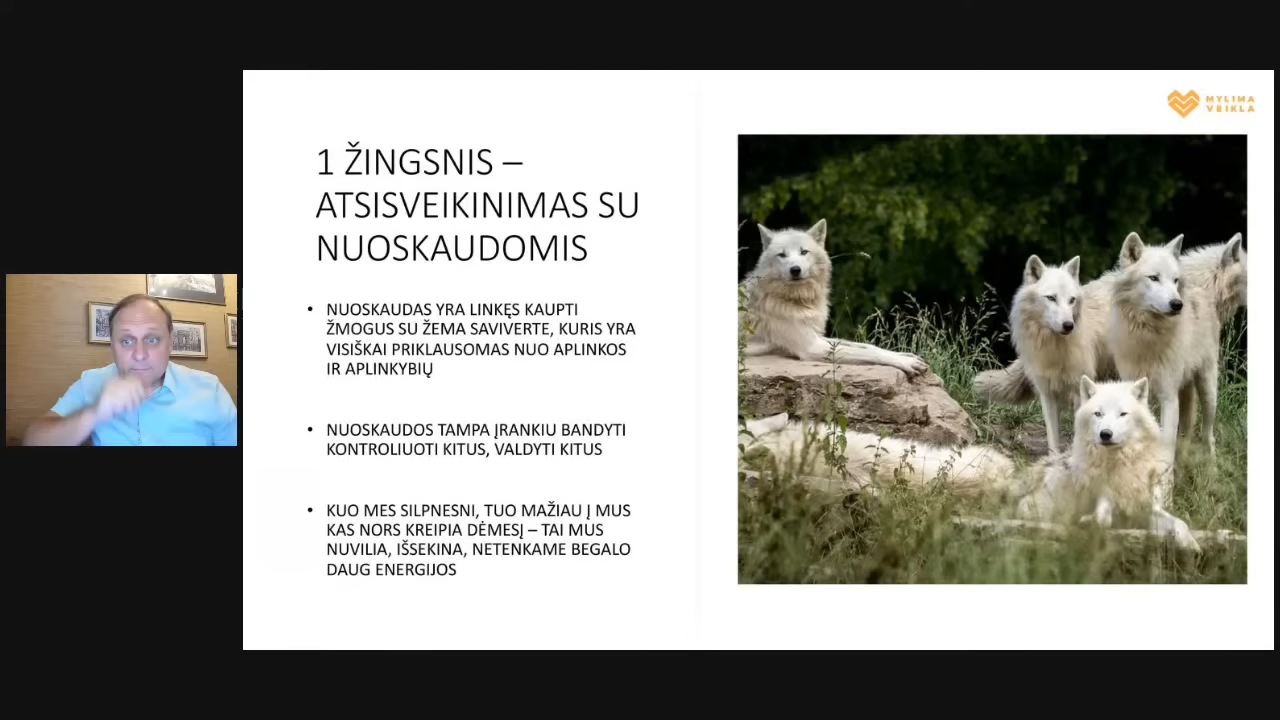 MYLIMA
VEIKLA
1 ŽINGSNIS –
ATSISVEIKINIMAS SU
NUOSKAUDOMIS
• NUOSKAUDAS YRA LINKĘS KAUPTI
ŽMOGUS SU ŽEMA SAVIVERTE, KURIS YRA
VISIŠKAI PRIKLAUSOMAS NUO APLINKOS
IR APLINKYBIŲ
• NUOSKAUDOS TAMPA ĮRANKIU BANDYTI
KONTROLIUOTI KITUS, VALDYTI KITUS
• KUO MES SILPNESNI, TUO MAŽIAU Į MUS
KAS NORS KREIPIA DĖMESĮ – TAI MUS
NUVILIA, IŠSEKINA, NETENKAME BEGALO
DAUG ENERGIJOS